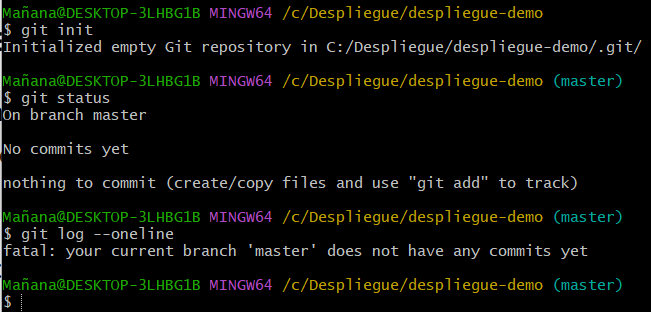 Mañana@DESKTOP-3LHBG1B MINGW64 /c/Despliegue/despliegue-demo
$ git init
Initialized empty Git repository in C:/Despliegue/despliegue-demo/.git/
Mañana@DESKTOP-3LHBG1B MINGW64 /c/Despliegue/despliegue-demo (master)
$ git status
On branch master
No commits yet
nothing to commit (create/copy files and use "git add" to track)
Mañana@DESKTOP-3LHBG1B MINGW64 /c/Despliegue/despliegue-demo (master)
$ git log --oneline
fatal: your current branch 'master' does not have any commits yet
Mañana@DESKTOP-3LHBG1B MINGW64 /c/Despliegue/despliegue-demo (master)
$